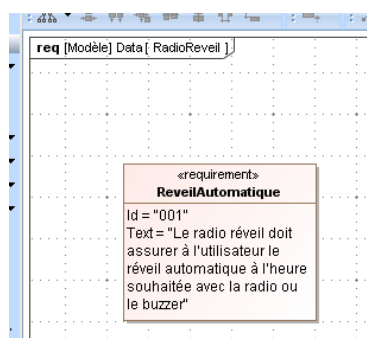 req [Modèle] Data [ RadioReveil ]
«requirement»
ReveilAutomatique
Id = "001"
Text = "Le radio réveil doit
assurer à l'utilisateur le
réveil automatique à l'heure
souhaitée avec la radio ou
le buzzer"